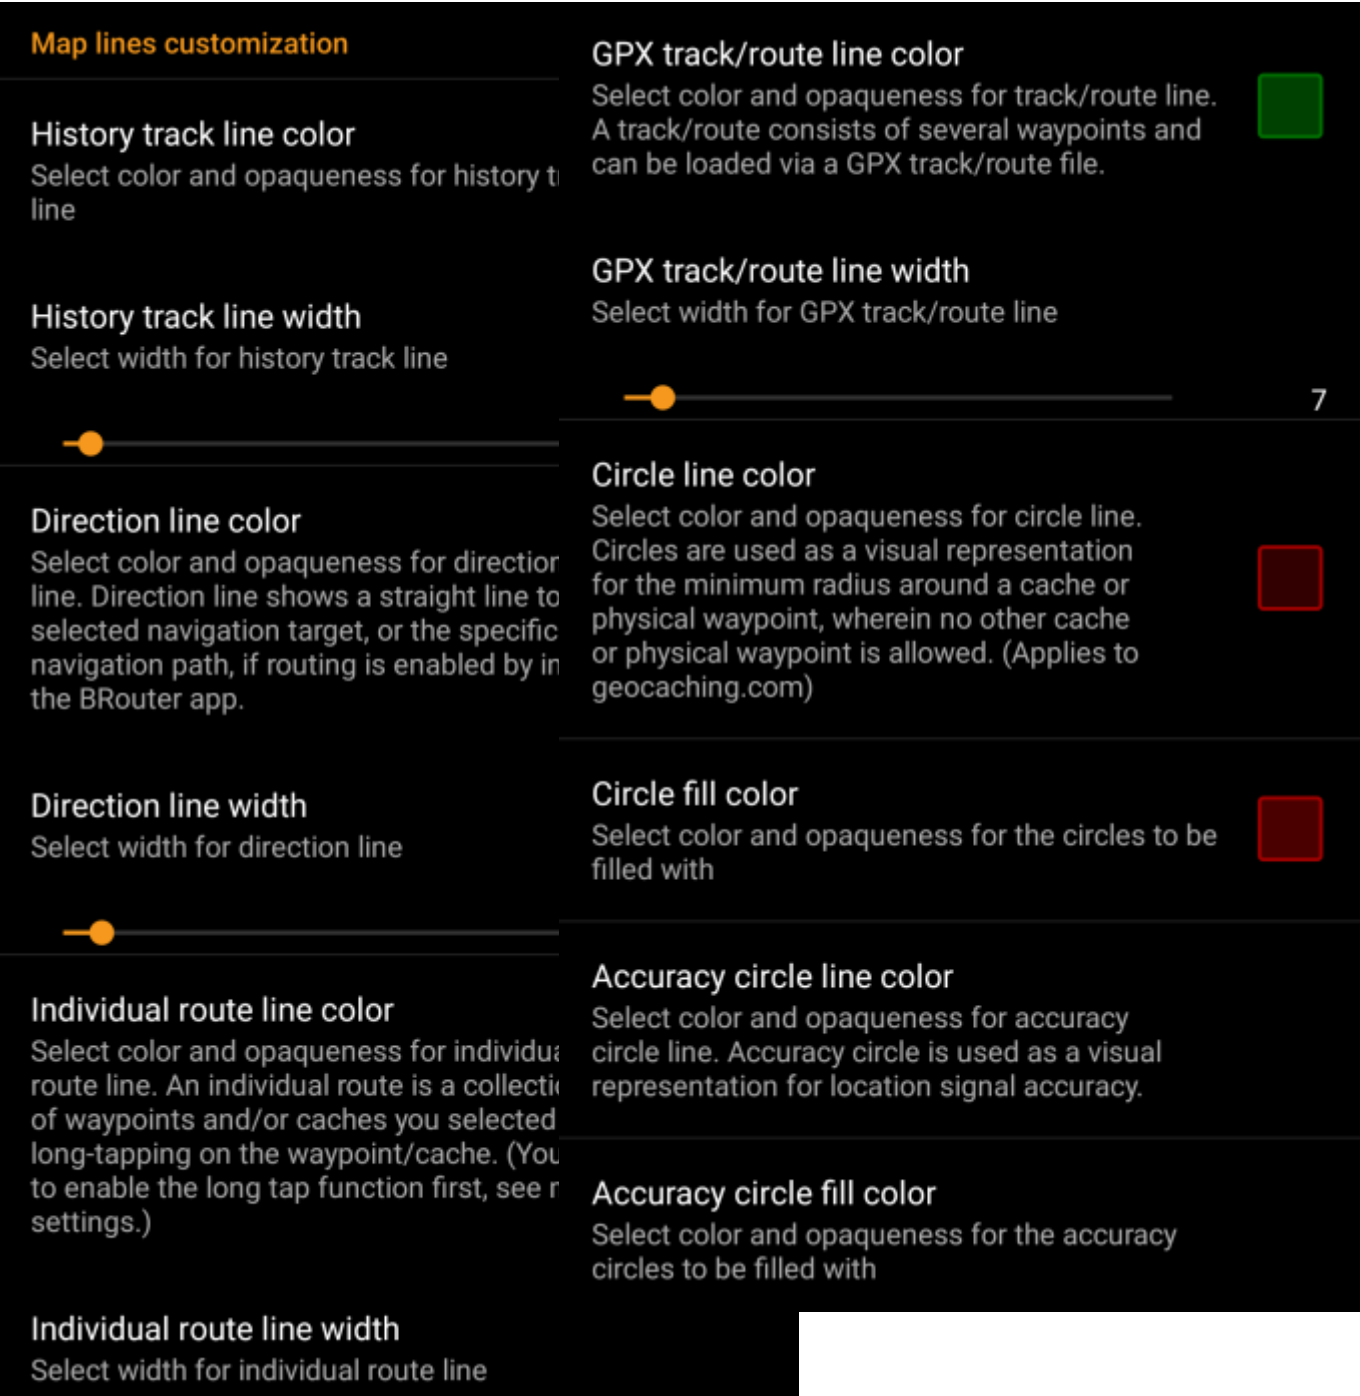 Map lines customization
History track line color
Select color and opaqueness for history
line
History track line width
Select width for history track line
Direction line color
Select color and opaqueness for direction
line. Direction line shows a straight line to
selected navigation target, or the specific
navigation path, if routing is enabled by
the BRouter app.
Direction line width
Select width for direction line
Individual route line color
Select color and opaqueness for
route line. An individual route is a
of waypoints and/or caches you selected
long-tapping on the waypoint/cache. (You
to enable the long tap function first, see
settings.)
Individual route line width
Select width for individual route line
GPX track/route line color
Select color and opaqueness for track/route line.
A track/route consists of several waypoints and
can be loaded via a GPX track/route file.
GPX track/route line width
Select width for GPX track/route line
7
Circle line color
Select color and opaqueness for circle line.
Circles are used as a visual representation
for the minimum radius around a cache or
physical waypoint, wherein no other cache
or physical waypoint is allowed. (Applies to
geocaching.com)
Circle fill color
Select color and opaqueness for the circles to be
filled with
Accuracy circle line color
Select color and opaqueness for accuracy
circle line. Accuracy circle is used as a visual
representation for location signal accuracy.
Accuracy circle fill color
Select color and opaqueness for the accuracy
circles to be filled with